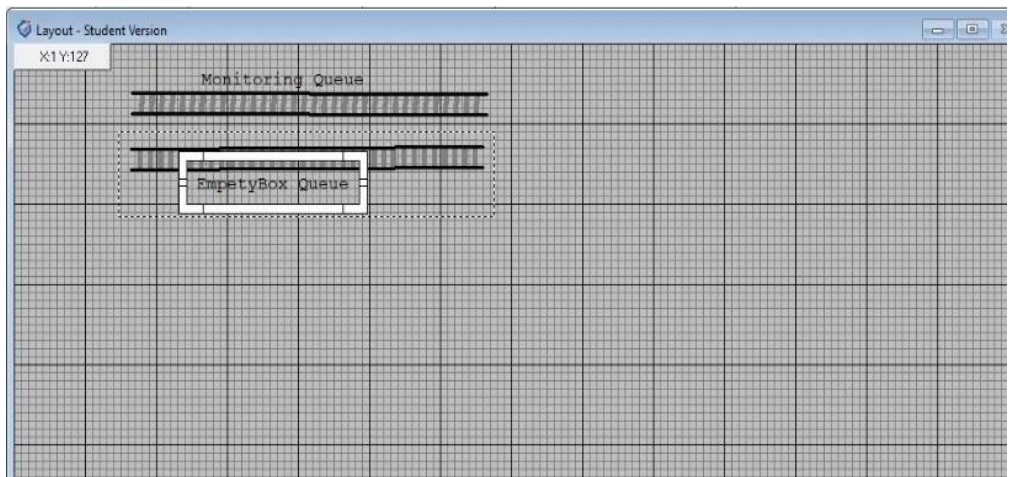 Layout - Student Version
X:1 Y:127
Monitoring Queue
EmpetyBox Queue